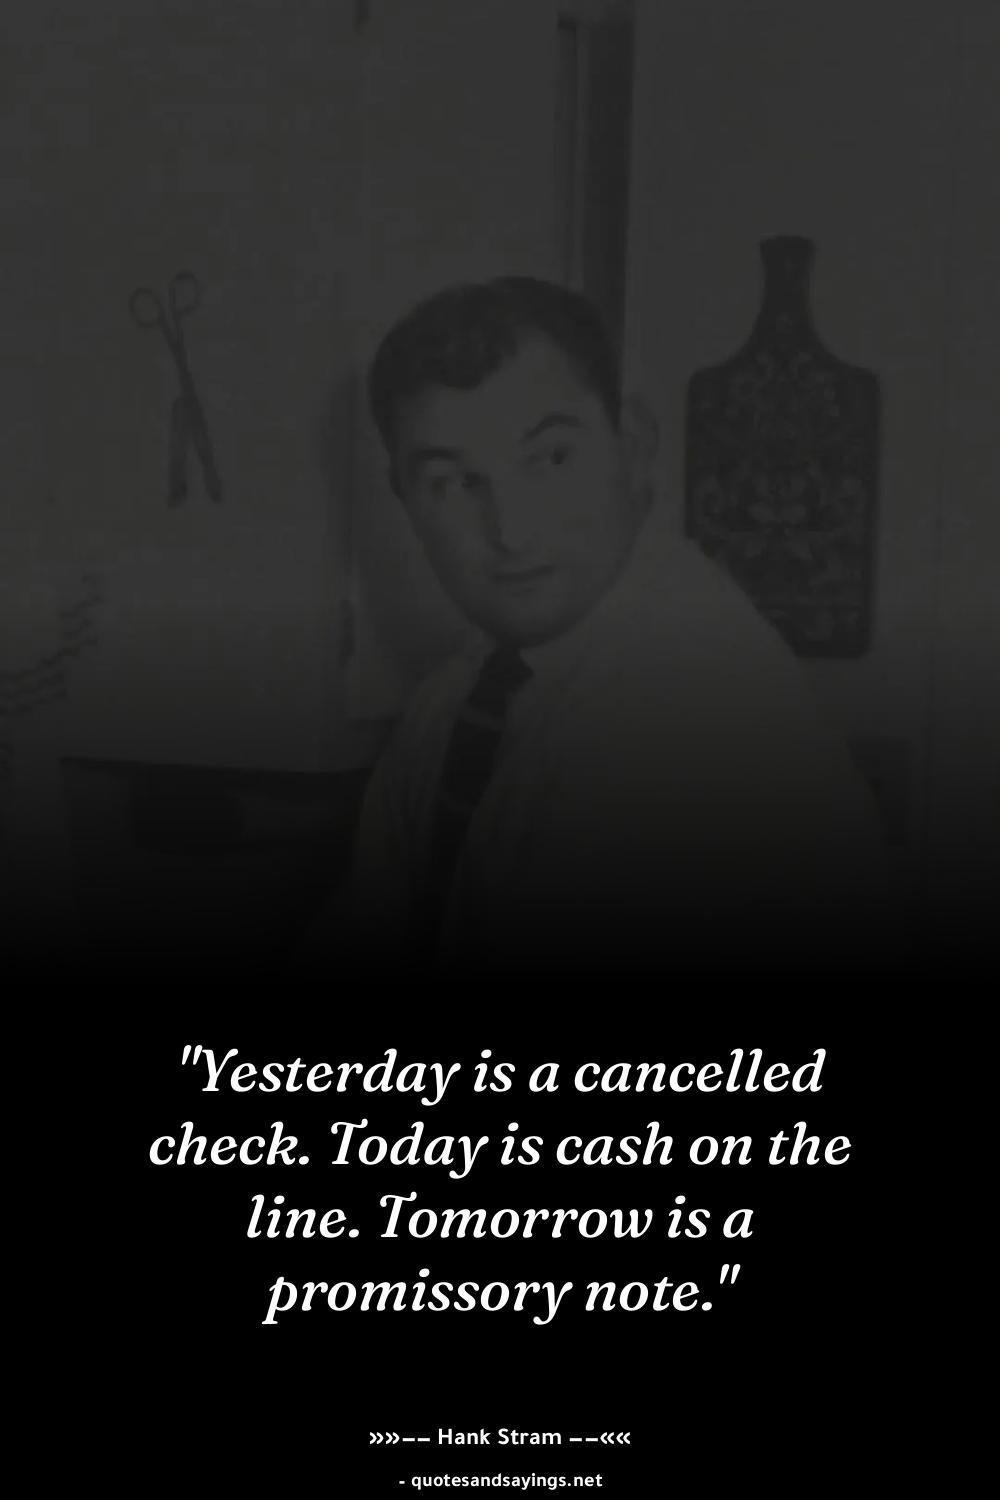 "Yesterday is a cancelled
check. Today is cash on the
line. Tomorrow is a
promissory note."
»»–– Hank Stram ––««
- quotesandsayings.net